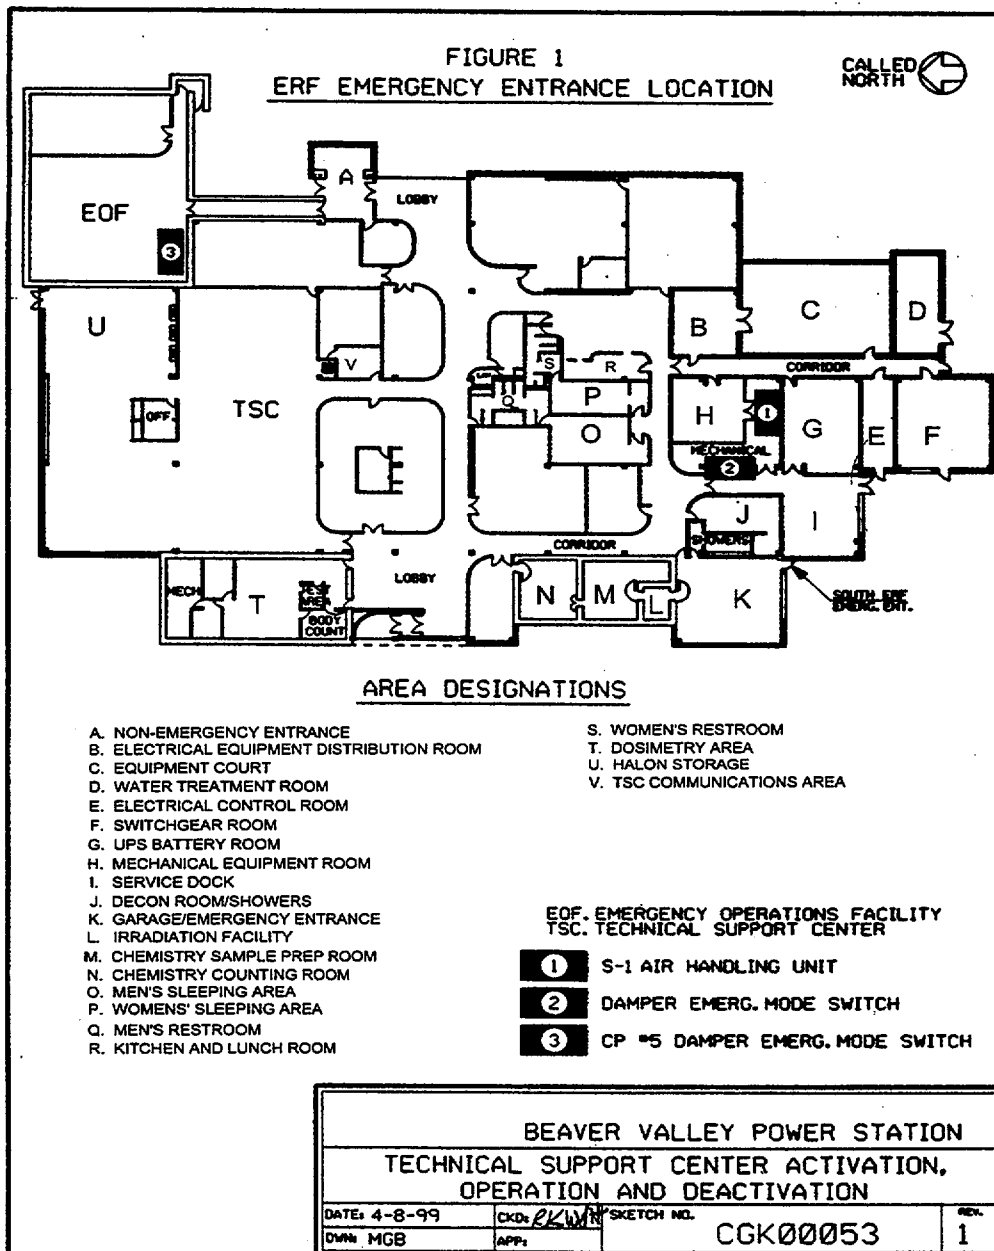 FIGURE 1
ERF EMERGENCY ENTRANCE LOCATION
CALLED
NORTH
A
LOBBY
EOF
3
U
V
TSC
OFF.
B
C
D
CORRIDOR
S
R
P
Q
O
H
1
G
E
F
MECHANICAL
2
J
I
SHOWERS
CORRIDOR
LOBBY
MECH
T
TEST
AREA
BODY
COUNT
N
M
L
K
SOUTH ERF
EMERG. ENT.
AREA DESIGNATIONS
A. NON-EMERGENCY ENTRANCE
B. ELECTRICAL EQUIPMENT DISTRIBUTION ROOM
C. EQUIPMENT COURT
D. WATER TREATMENT ROOM
E. ELECTRICAL CONTROL ROOM
F. SWITCHGEAR ROOM
G. UPS BATTERY ROOM
H. MECHANICAL EQUIPMENT ROOM
I. SERVICE DOCK
J. DECON ROOM/SHOWERS
K. GARAGE/EMERGENCY ENTRANCE
L. IRRADIATION FACILITY
M. CHEMISTRY SAMPLE PREP ROOM
N. CHEMISTRY COUNTING ROOM
O. MEN'S SLEEPING AREA
P. WOMENS' SLEEPING AREA
Q. MEN'S RESTROOM
R. KITCHEN AND LUNCH ROOM
S. WOMEN'S RESTROOM
T. DOSIMETRY AREA
U. HALON STORAGE
V. TSC COMMUNICATIONS AREA
EOF. EMERGENCY OPERATIONS FACILITY
TSC. TECHNICAL SUPPORT CENTER
1 S-1 AIR HANDLING UNIT
2 DAMPER EMERG. MODE SWITCH
3 CP #5 DAMPER EMERG. MODE SWITCH
BEAVER VALLEY POWER STATION
TECHNICAL SUPPORT CENTER ACTIVATION,
OPERATION AND DEACTIVATION
DATE: 4-8-99
CKD:
SKETCH NO.
REV.
DWN: MGB
APP:
CGK00053
1